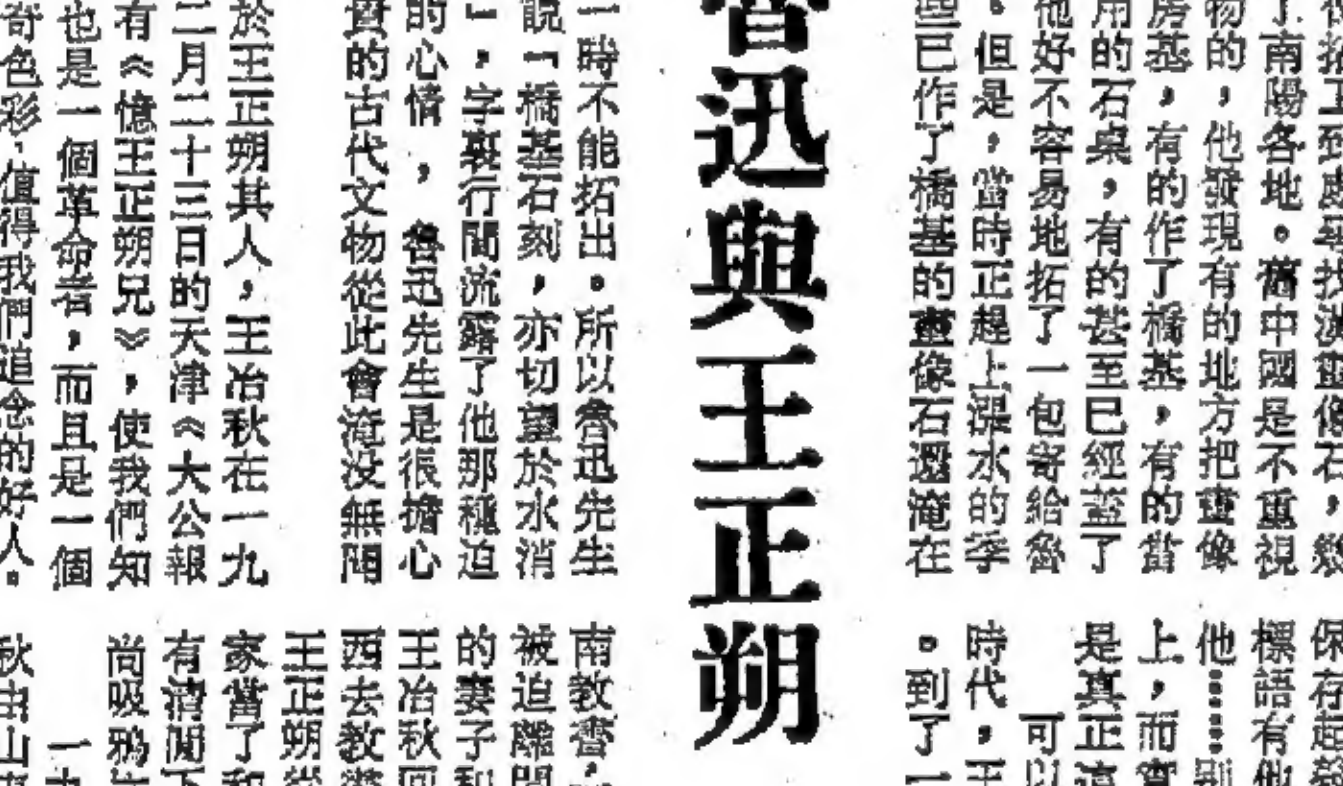 了南陽各地。舊中國是不重視
物的，他發現有的地方把畫像
房基，有的作了橋基，有的當
用的石桌，有的甚至已經蓋了
他好不容易地拓了一包寄給魯
。但是，當時正趕上漲水的季
些已作了橋基的畫像石還淹在
魯迅與王正朔
一時不能拓出。所以魯迅先生
說「橋基石刻，亦切望於水消
」，字裏行間流露了他那種迫
的心情，魯迅先生是很擔心
貴的古代文物從此會淹没無聞
於王正朔其人，王冶秋在一九
二月二十三日的天津《大公報
有《憶王正朔兄》，使我們知
也是一個革命者，而且是一個
奇色彩，值得我們追念的好人。
保存起
標語有他
他……別
上，而實
是真正這
可以
時代，王
。到了一
南教書，
被迫離開
的妻子和
王冶秋回
西去教
王正朔從
家當了和
有清閒下
尚吸鴉片
一九
秋由山東